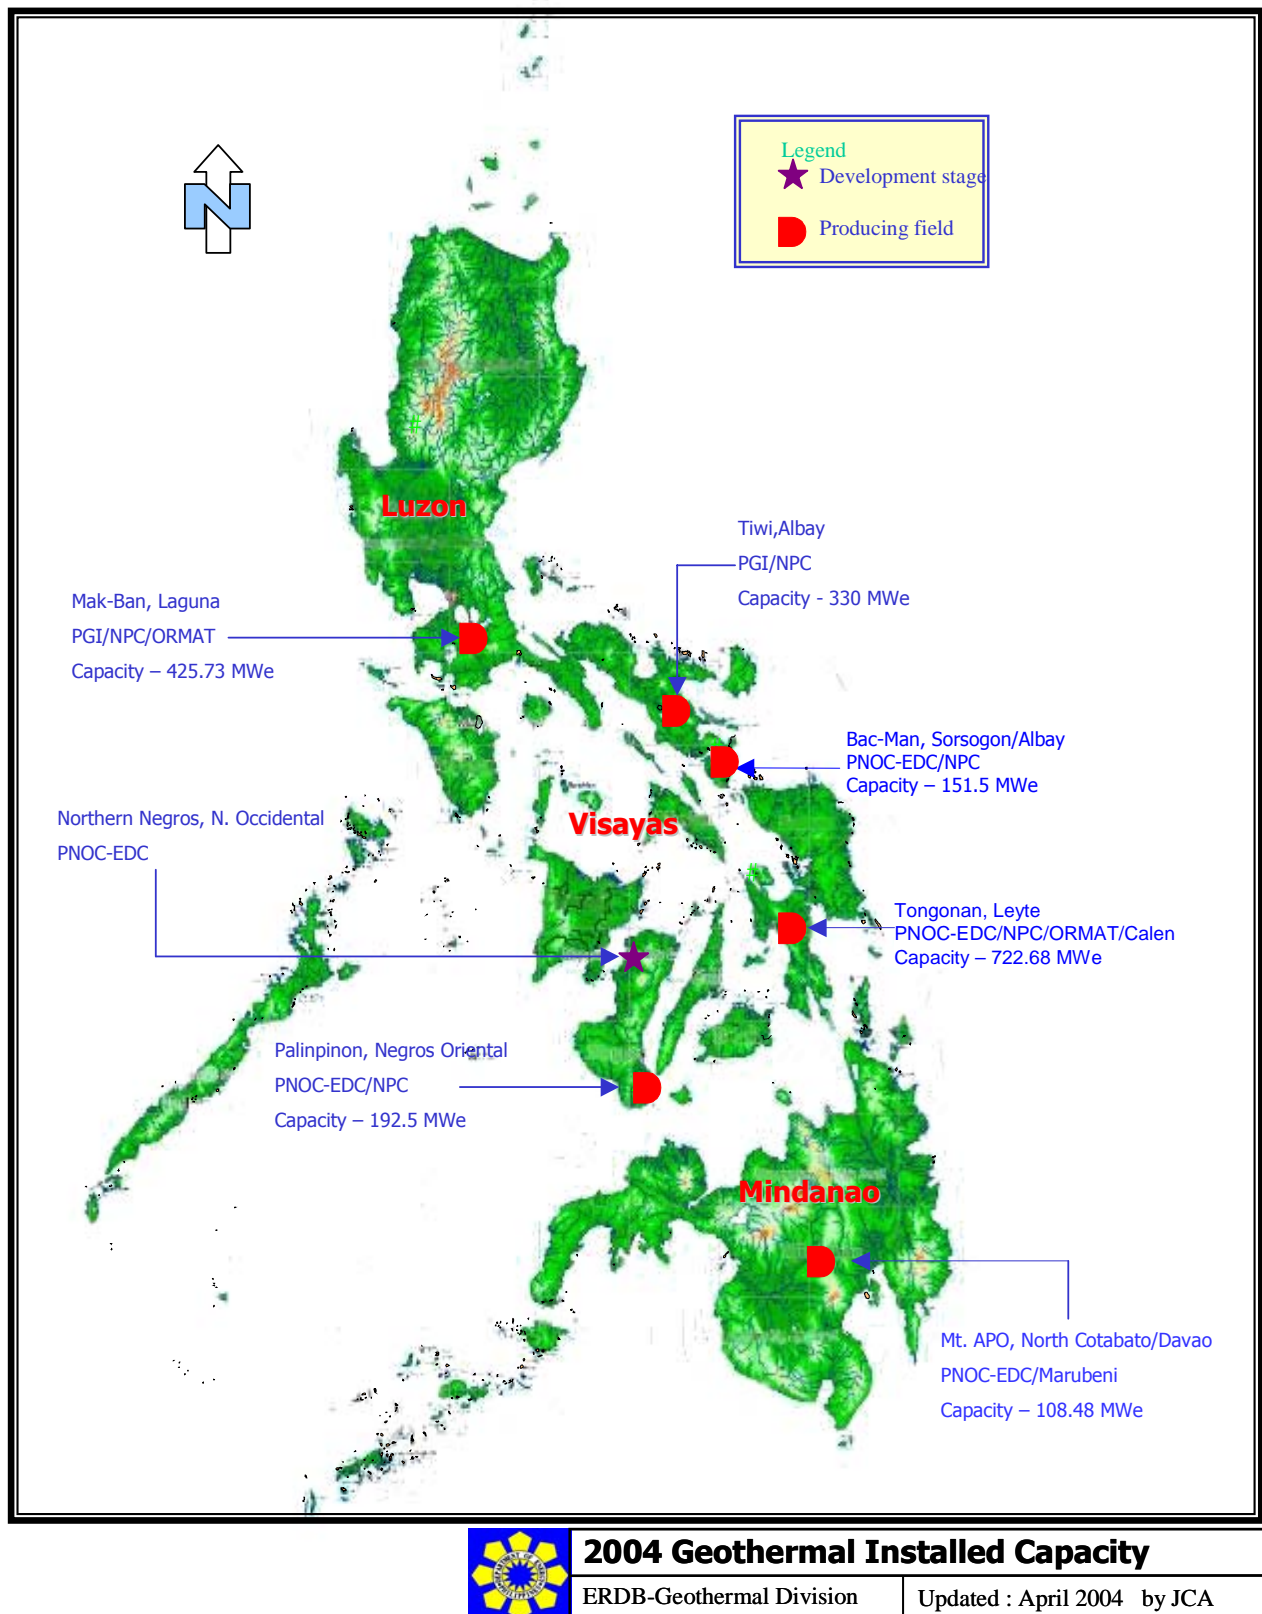 N
Legend
Development stage
Producing field
Luzon
Tiwi,Albay
PGI/NPC
Capacity - 330 MWe
Mak-Ban, Laguna
PGI/NPC/ORMAT
Capacity – 425.73 MWe
Bac-Man, Sorsogon/Albay
PNOC-EDC/NPC
Capacity – 151.5 MWe
Visayas
Northern Negros, N. Occidental
PNOC-EDC
Tongonan, Leyte
PNOC-EDC/NPC/ORMAT/Calen
Capacity – 722.68 MWe
Palinpinon, Negros Oriental
PNOC-EDC/NPC
Capacity – 192.5 MWe
Mindanao
Mt. APO, North Cotabato/Davao
PNOC-EDC/Marubeni
Capacity – 108.48 MWe
2004 Geothermal Installed Capacity
ERDB-Geothermal Division
Updated : April 2004 by JCA